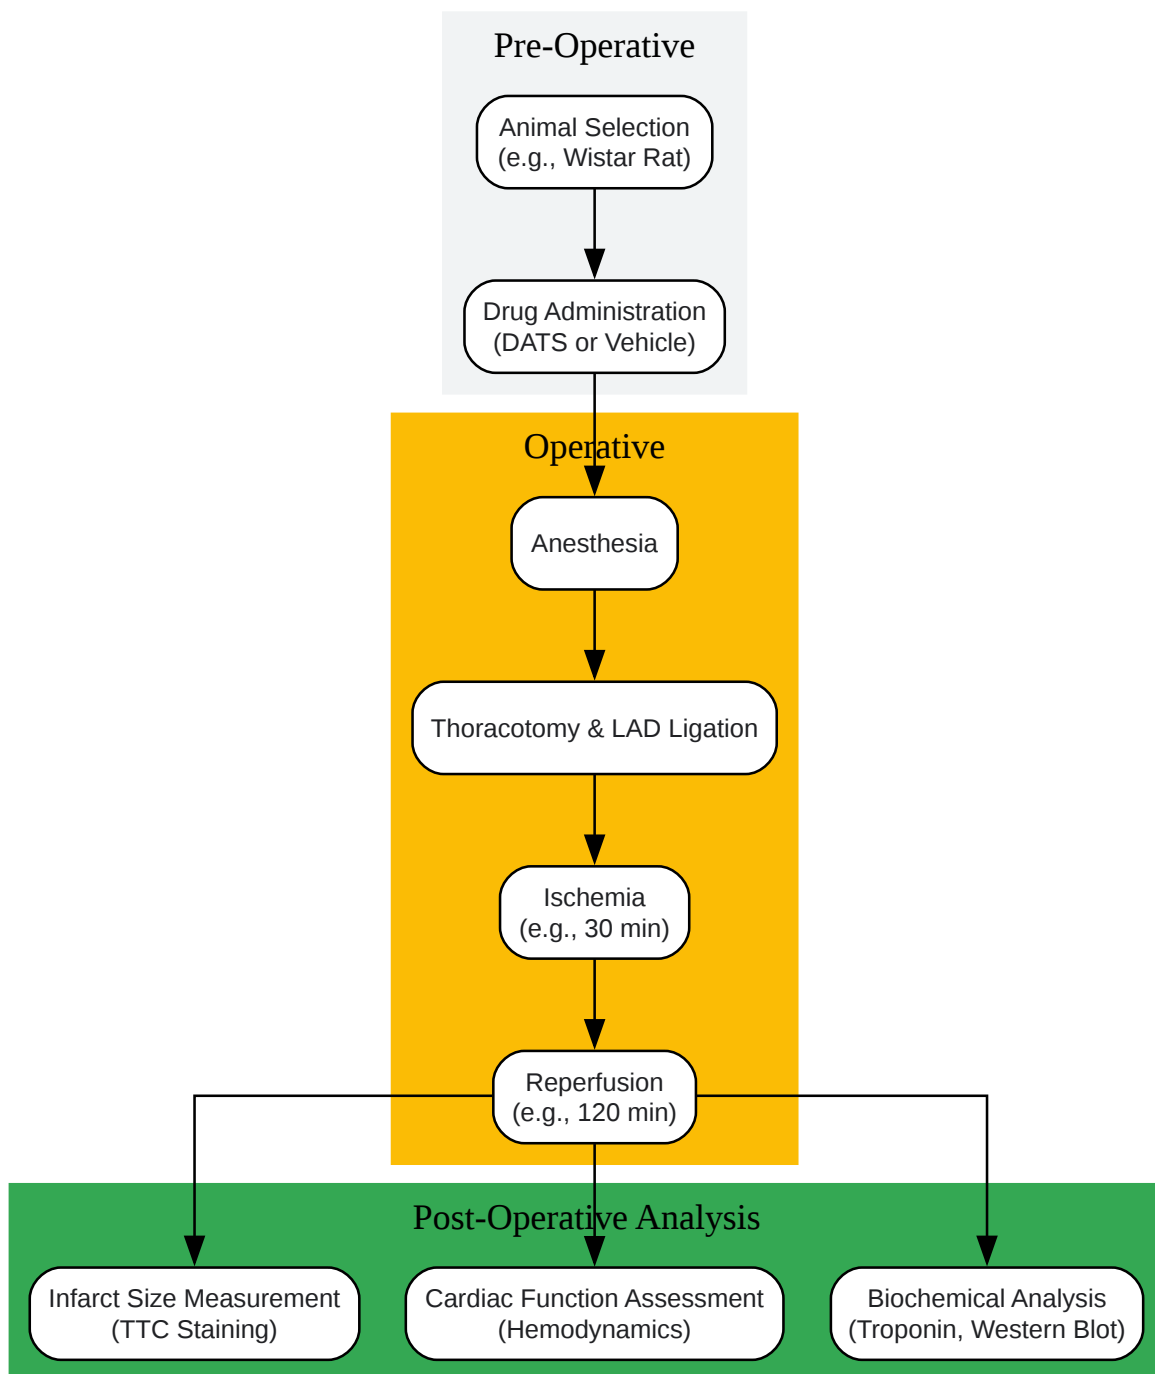 Pre-Operative
Animal Selection
(e.g., Wistar Rat)
Drug Administration
(DATS or Vehicle)
Operative
Anesthesia
Thoracotomy & LAD Ligation
Ischemia
(e.g., 30 min)
Reperfusion
(e.g., 120 min)
Post-Operative Analysis
Infarct Size Measurement
(TTC Staining)
Cardiac Function Assessment
(Hemodynamics)
Biochemical Analysis
(Troponin, Western Blot)